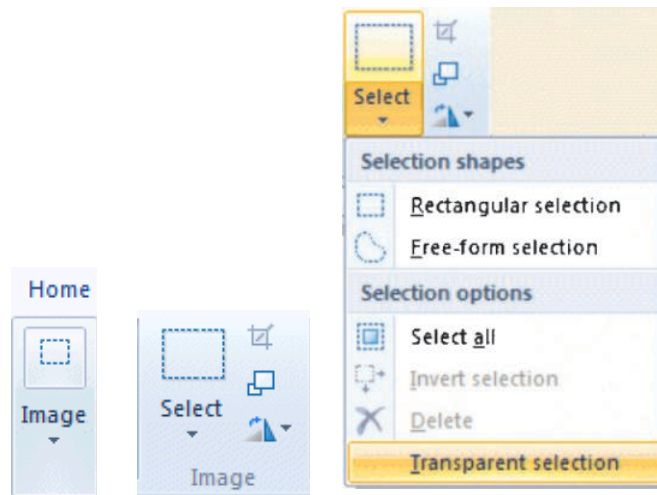 Home
Image
Select
Image
Select
Selection shapes
Rectangular selection
Free-form selection
Selection options
Select all
Invert selection
Delete
Transparent selection